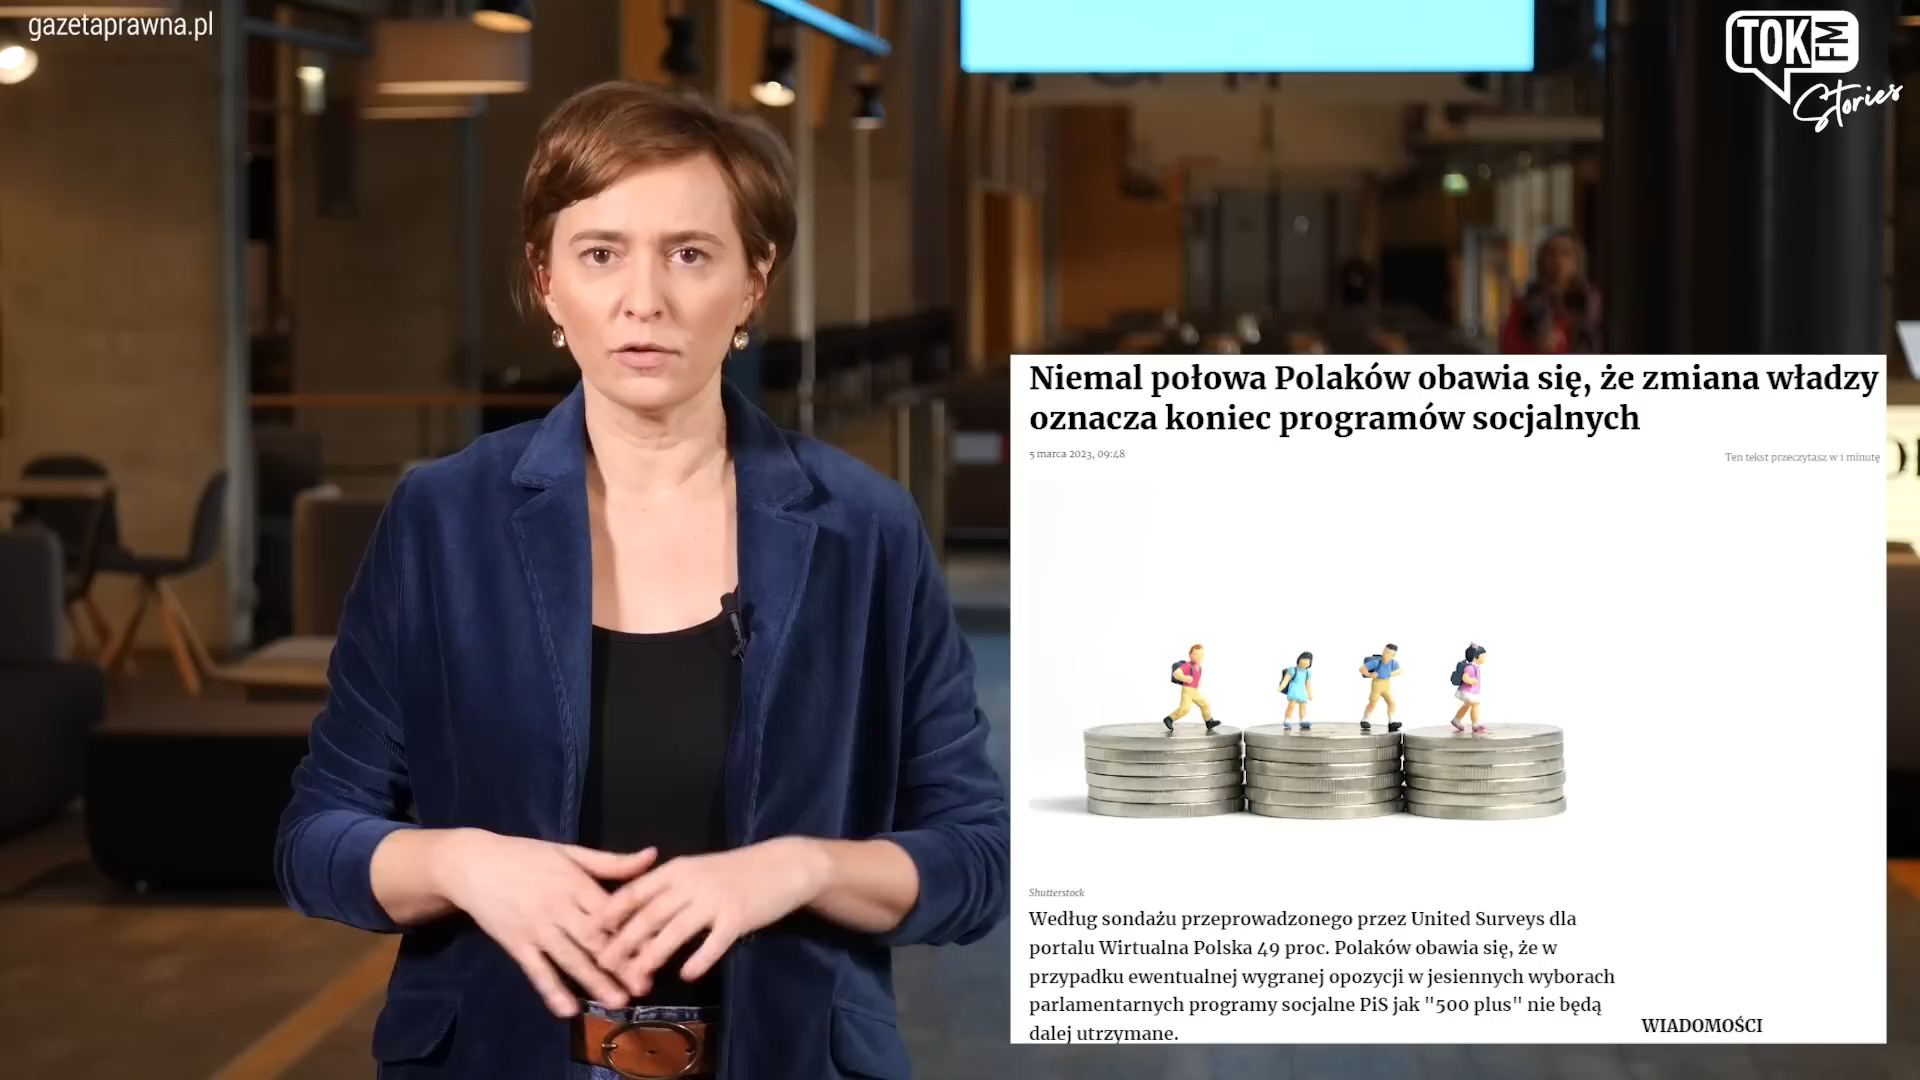 gazetaprawna.pl
TOK FM
Stories
Niemal połowa Polaków obawia się, że zmiana władzy
oznacza koniec programów socjalnych
5 marca 2023, 09:48
Ten tekst przeczytasz w 1 minutę
Shutterstock
Według sondażu przeprowadzonego przez United Surveys dla
portalu Wirtualna Polska 49 proc. Polaków obawia się, że w
przypadku ewentualnej wygranej opozycji w jesiennych wyborach
parlamentarnych programy socjalne PiS jak "500 plus" nie będą
dalej utrzymane.
WIADOMOŚCI